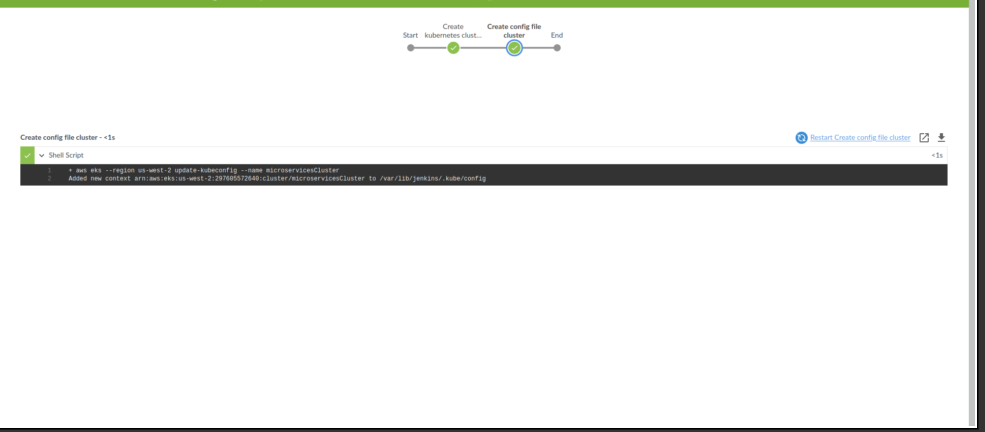 Create
kubernetes clust...
Create config file
cluster
Start
End
Create config file cluster - <1s
Restart Create config file cluster
Shell Script
<1s
1 + aws eks --region us-west-2 update-kubeconfig --name microservicesCluster
2 Added new context arn:aws:eks:us-west-2:297605572640:cluster/microservicesCluster to /var/lib/jenkins/.kube/config